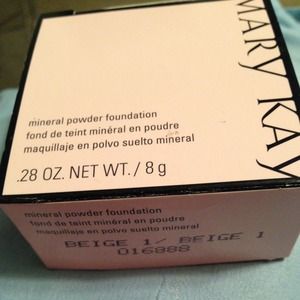 MARY KAY
mineral powder foundation
fond de teint minéral en poudre
maquillaje en polvo suelto mineral
.28 OZ. NET WT. / 8 g
mineral powder foundation
fond de teint minéral en poudre
maquillaje en polvo suelto mineral
BEIGE 1/ BEIGE 1
016888